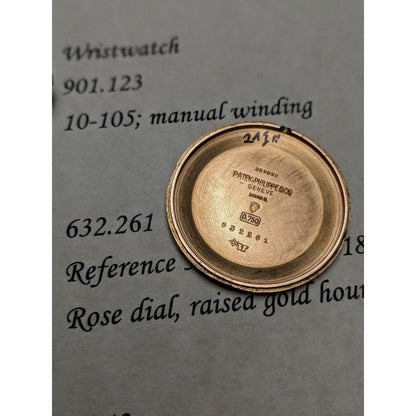 Wristwatch
901.123
10-105; manual winding
632.261
Reference 18
Rose dial, raised gold hour
PATEK PHILIPPE & CO
GENEVE
0,750
632261